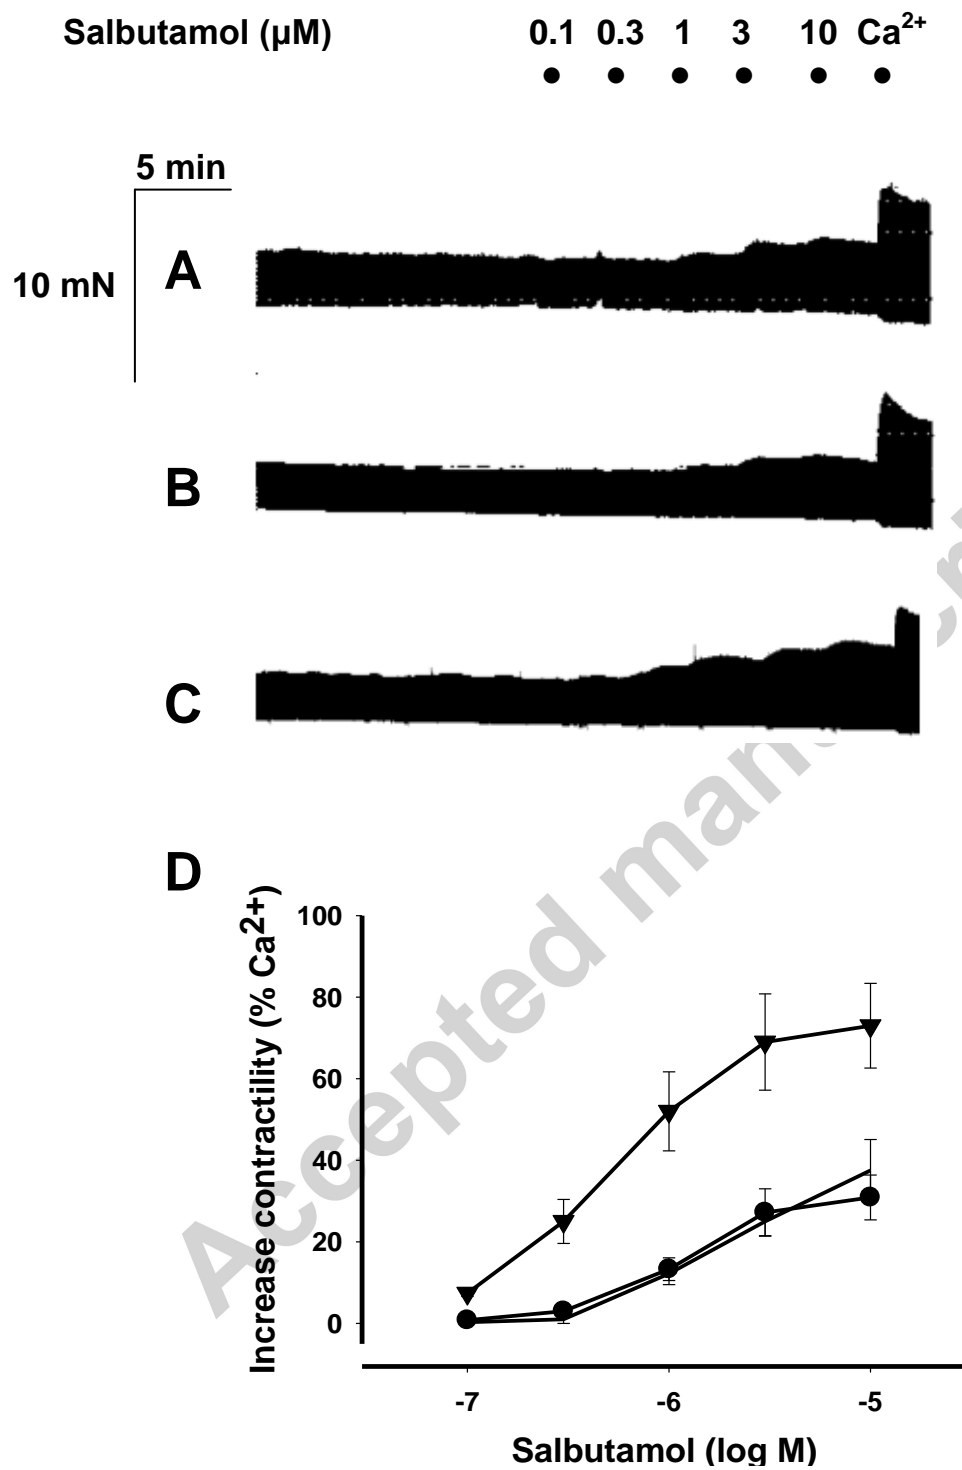 Salbutamol (µM) 0.1 0.3 1 3 10 Ca2+
5 min
10 mN
A
B
C
D
Increase contractility (% Ca2+)
100
80
60
40
20
0
-7 -6 -5
Salbutamol (log M)
Accepted manu